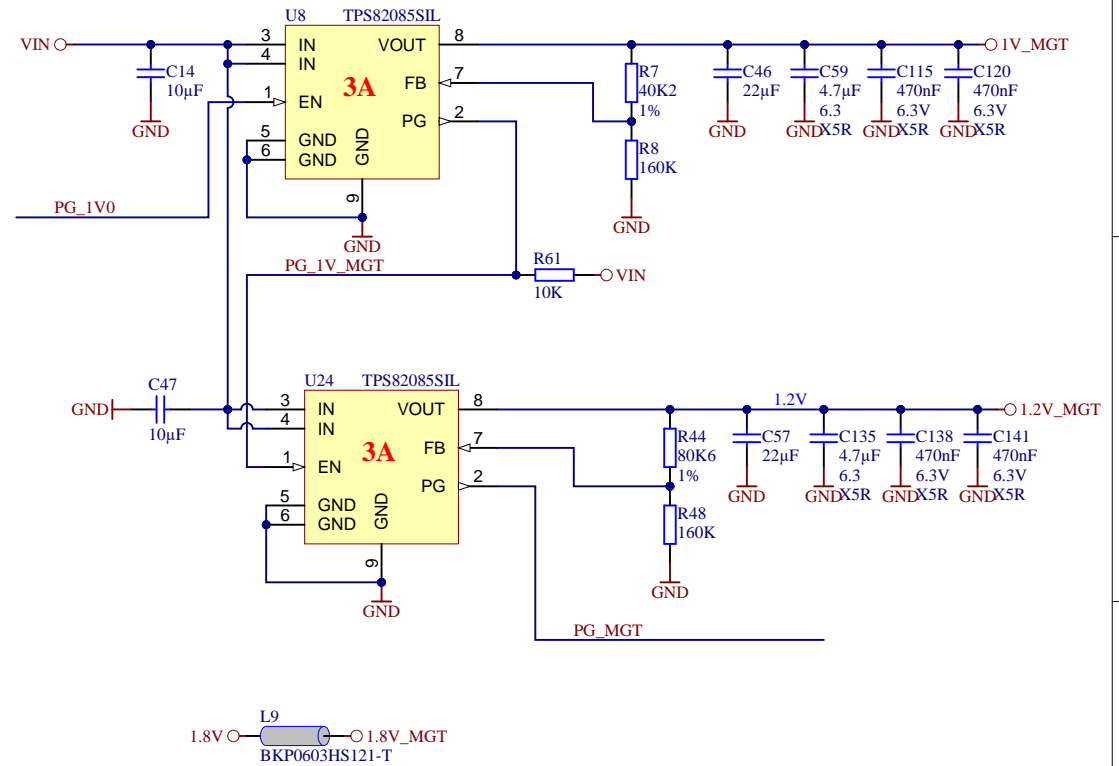 U8 TPS82085SIL
VIN
3 IN VOUT 8
1V_MGT
4 IN
C14
10µF
GND
3A
FB 7
1 EN
PG 2
5 GND
6 GND
GND
9
GND
R7
40K2
1%
R8
160K
GND
C46
22µF
GND
C59
4.7µF
6.3
X5R
GND
C115
470nF
6.3V
X5R
GND
C120
470nF
6.3V
X5R
GND
PG_1V0
PG_1V_MGT
R61
10K
VIN
U24 TPS82085SIL
C47
10µF
GND
3 IN VOUT 8
4 IN
3A
FB 7
1 EN
PG 2
5 GND
6 GND
GND
9
GND
1.2V
1.2V_MGT
R44
80K6
1%
R48
160K
GND
C57
22µF
GND
C135
4.7µF
6.3
X5R
GND
C138
470nF
6.3V
X5R
GND
C141
470nF
6.3V
X5R
GND
PG_MGT
L9
1.8V
1.8V_MGT
BKP0603HS121-T